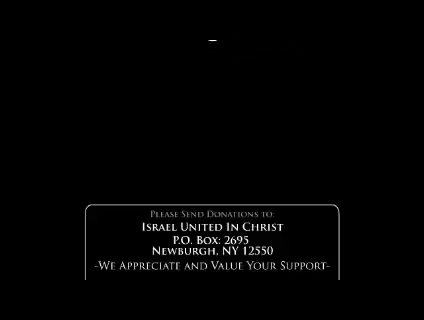 Please Send Donations to:
Israel United In Christ
P.O. Box: 2695
Newburgh, NY 12550
-We Appreciate and Value Your Support-